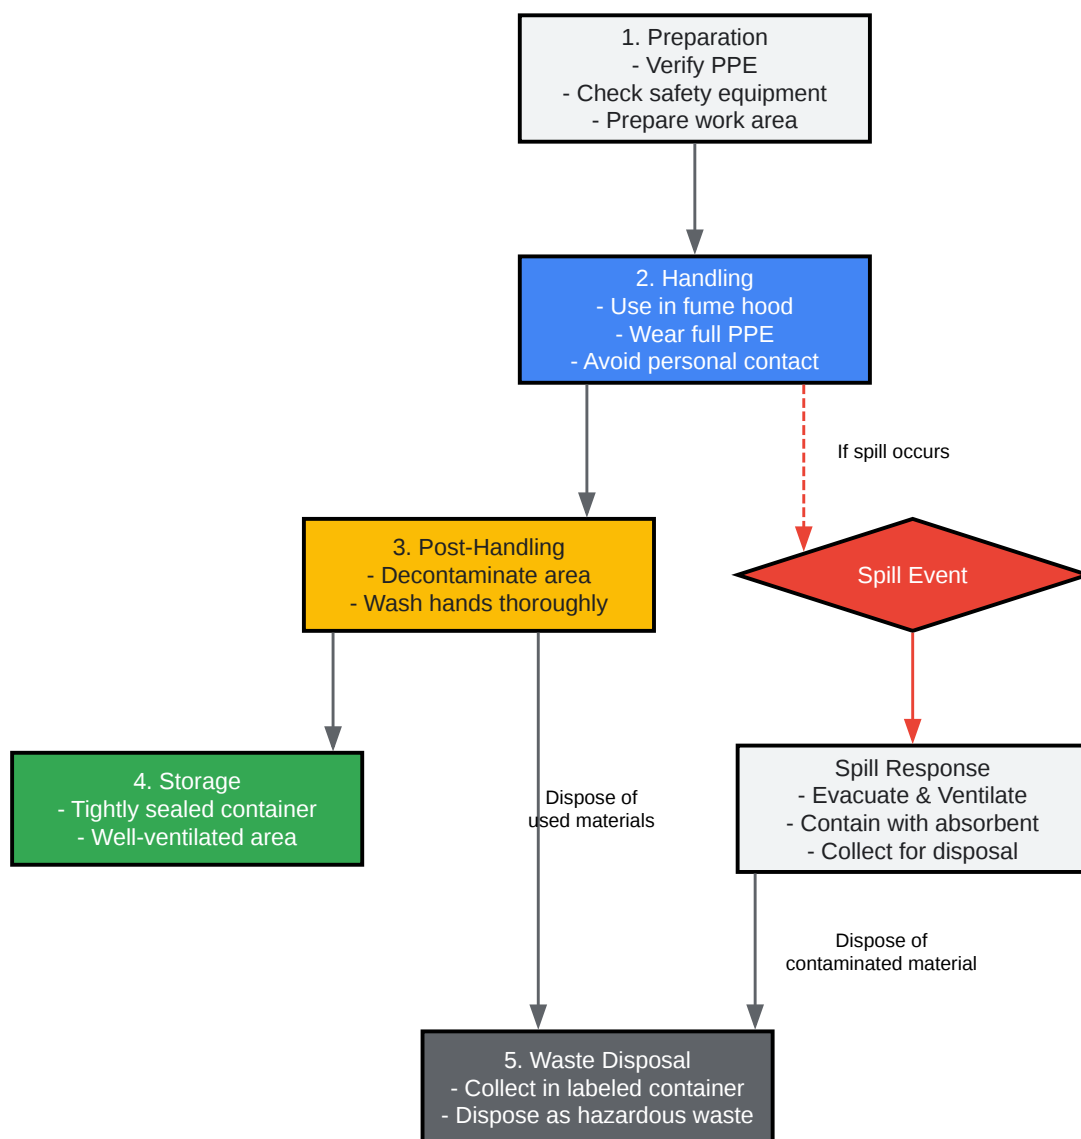 1. Preparation
- Verify PPE
- Check safety equipment
- Prepare work area
2. Handling
- Use in fume hood
- Wear full PPE
- Avoid personal contact
If spill occurs
3. Post-Handling
- Decontaminate area
- Wash hands thoroughly
Spill Event
4. Storage
- Tightly sealed container
- Well-ventilated area
Dispose of
used materials
Spill Response
- Evacuate & Ventilate
- Contain with absorbent
- Collect for disposal
Dispose of
contaminated material
5. Waste Disposal
- Collect in labeled container
- Dispose as hazardous waste